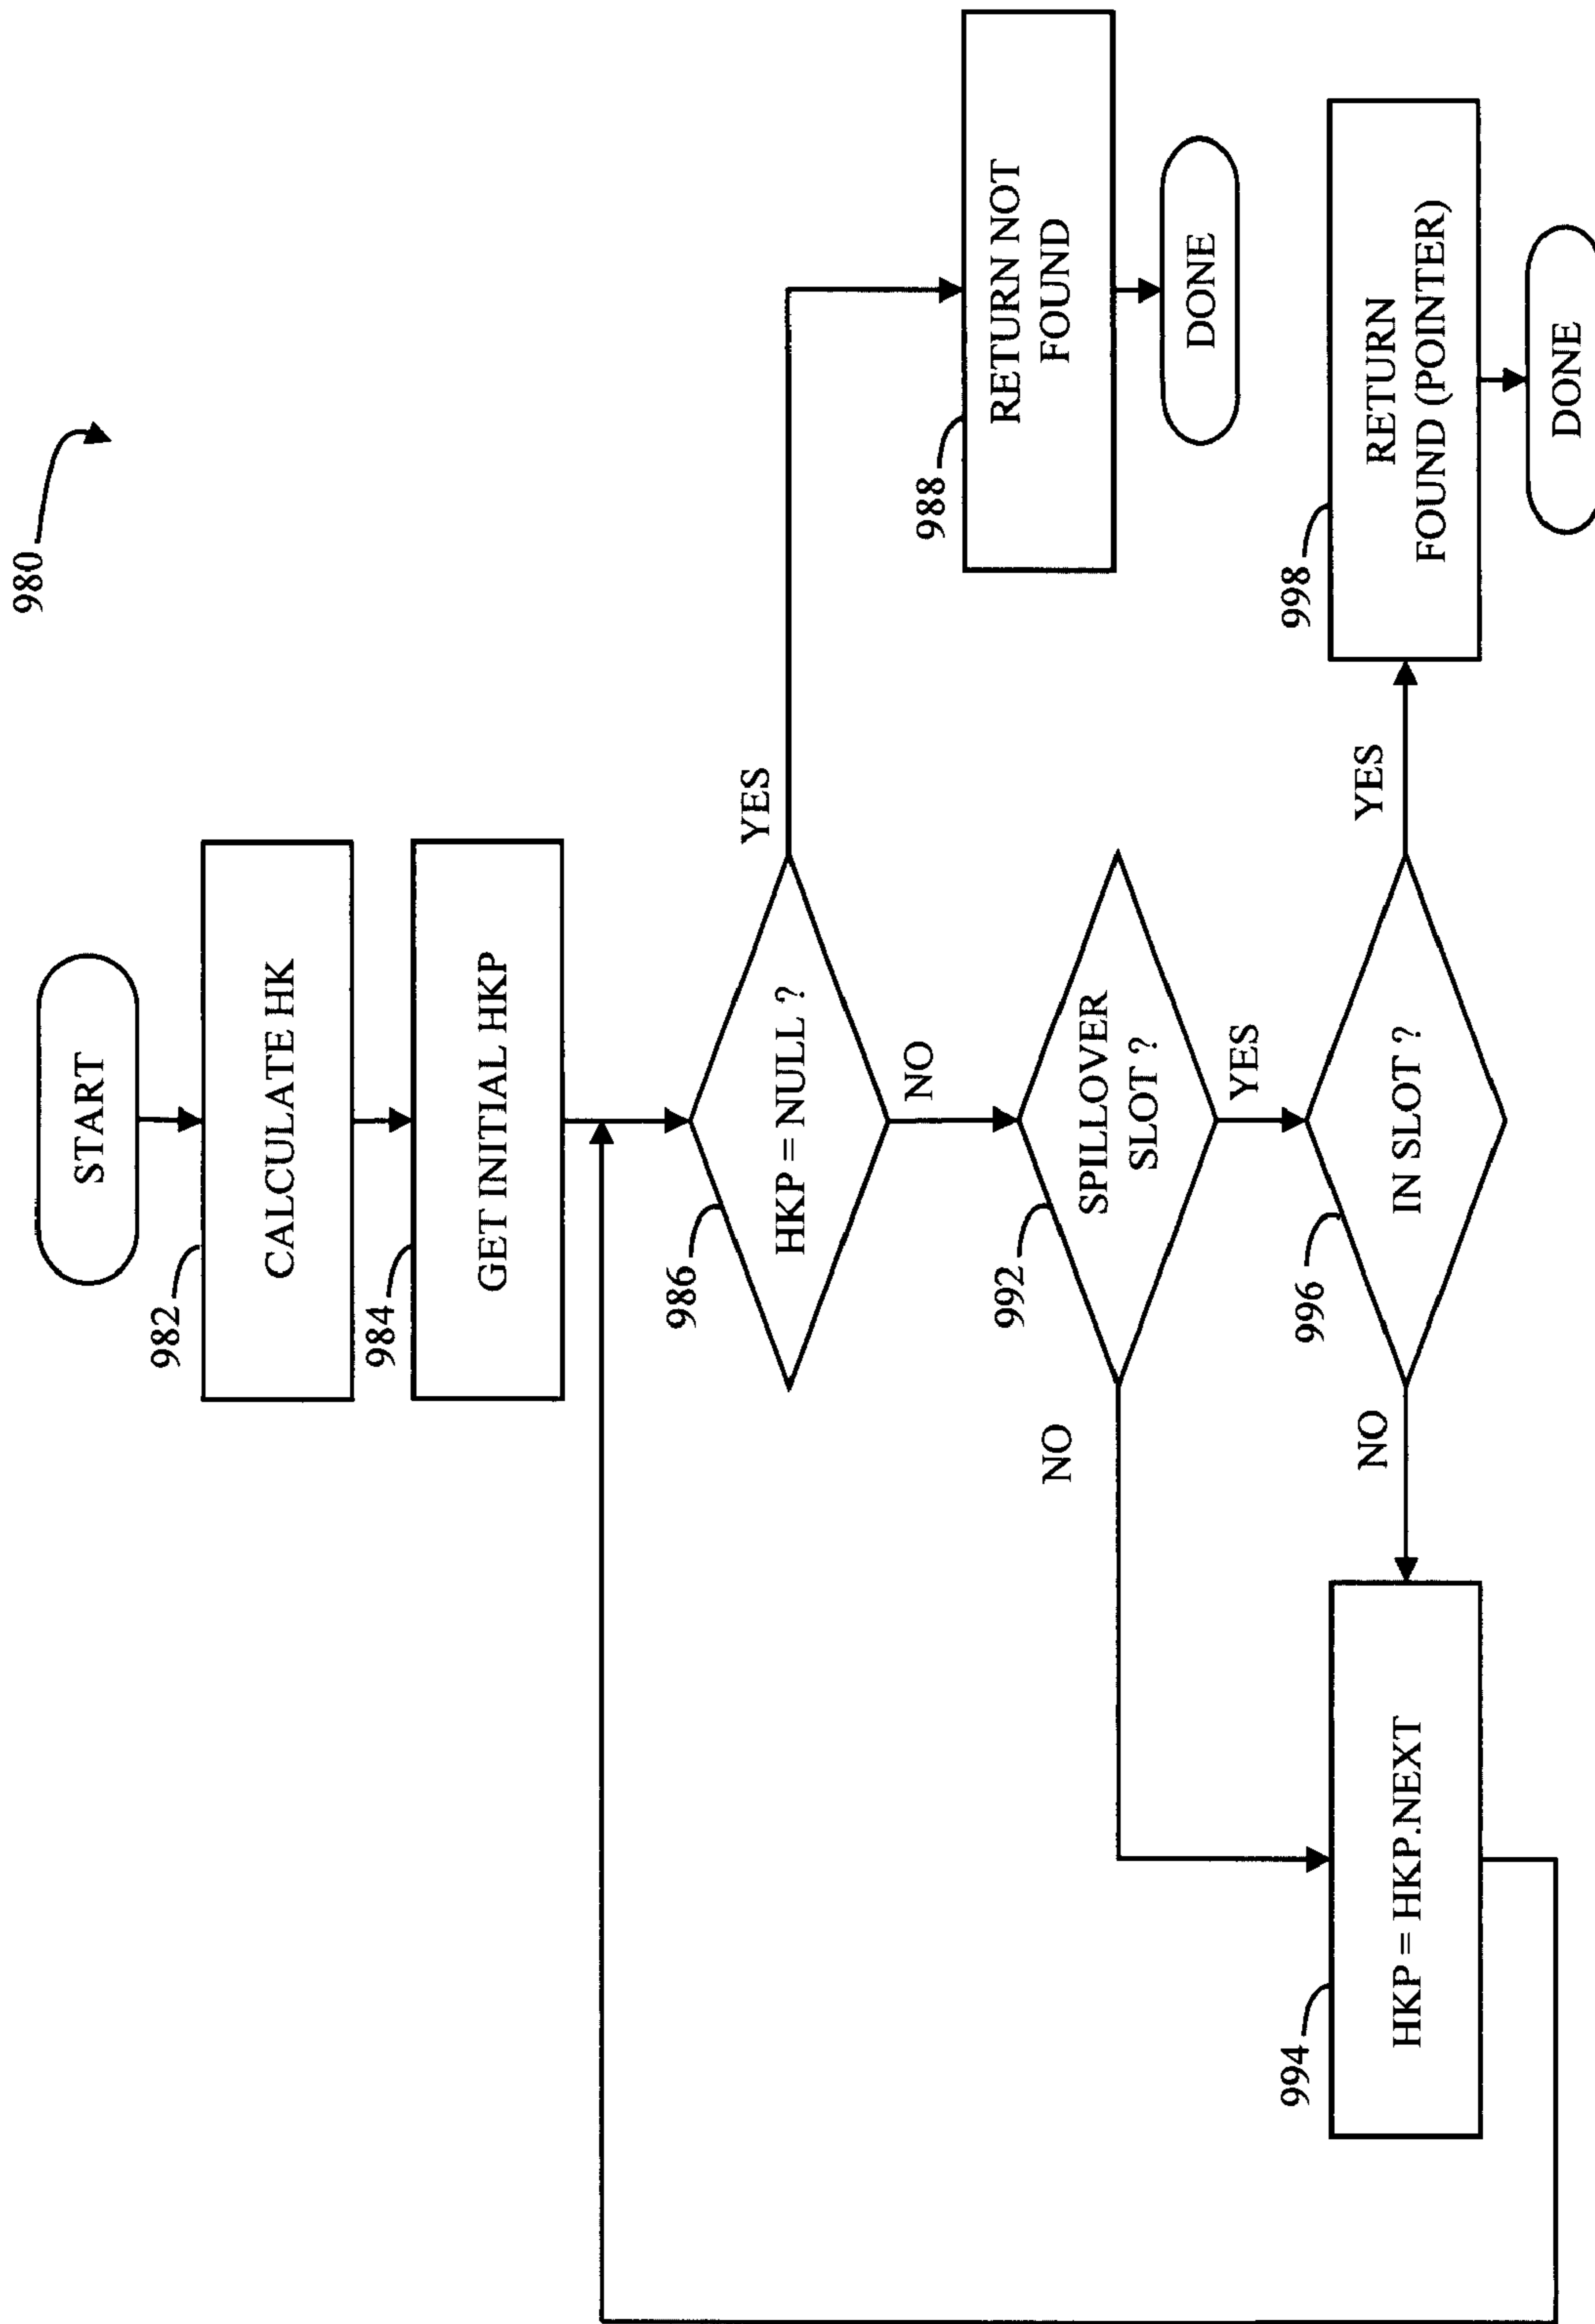 980
START
982
CALCULATE HK
984
GET INITIAL HKP
986
HKP = NULL ?
YES
NO
988
RETURN NOT
FOUND
DONE
992
SPILLOVER
SLOT ?
NO
YES
996
IN SLOT ?
NO
YES
994
HKP = HKP.NEXT
998
RETURN
FOUND (POINTER)
DONE